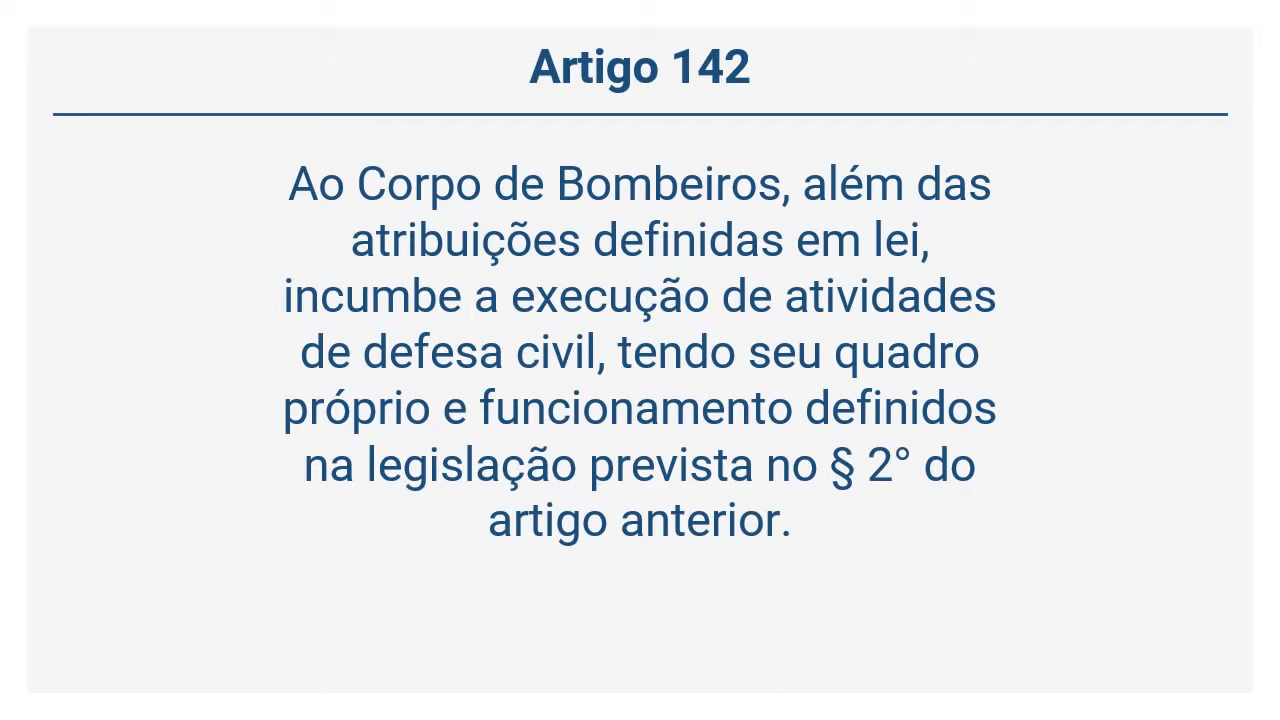 Artigo 142
Ao Corpo de Bombeiros, além das
atribuições definidas em lei,
incumbe a execução de atividades
de defesa civil, tendo seu quadro
próprio e funcionamento definidos
na legislação prevista no § 2° do
artigo anterior.